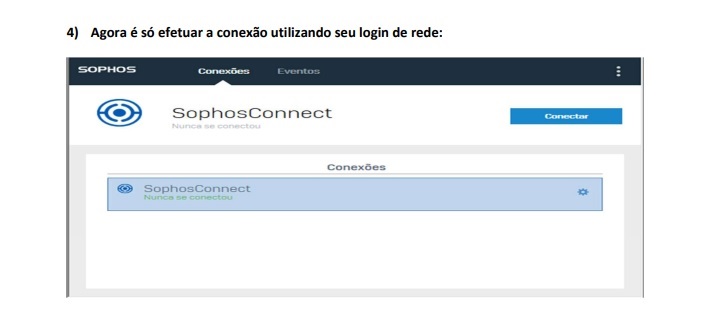 4) Agora é só efetuar a conexão utilizando seu login de rede:
SOPHOS Conexões Eventos
SophosConnect
Nunca se conectou
Conectar
Conexões
SophosConnect
Nunca se conectou